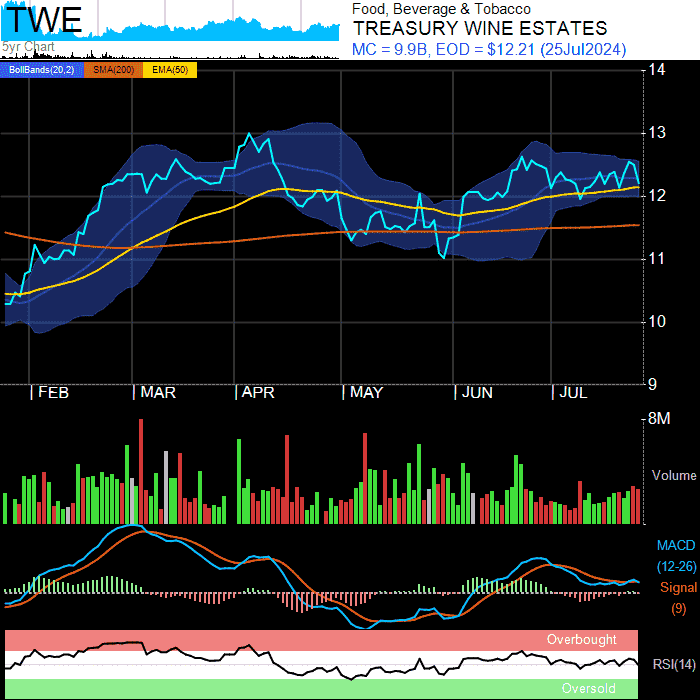 TWE
5yr Chart
Food, Beverage & Tobacco
TREASURY WINE ESTATES
MC = 9.9B, EOD = $12.21 (25Jul2024)
BollBands(20,2) SMA(200) EMA(50)
14
13
12
11
10
9
FEB MAR APR MAY JUN JUL
8M
Volume
MACD
(12-26)
Signal
(9)
Overbought
RSI(14)
Oversold